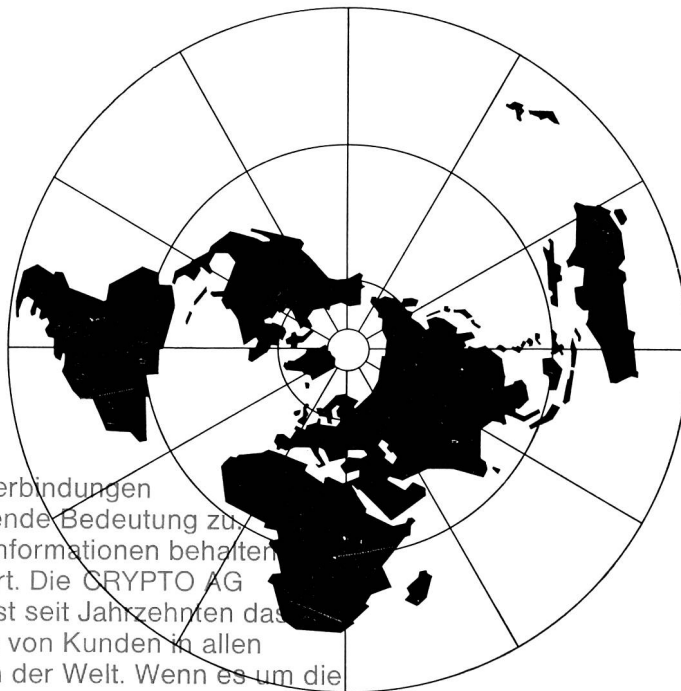 erbindungen
ende Bedeutung zu.
nformationen behalten
rt. Die CRYPTO AG
st seit Jahrzehnten das
von Kunden in allen
n der Welt. Wenn es um die